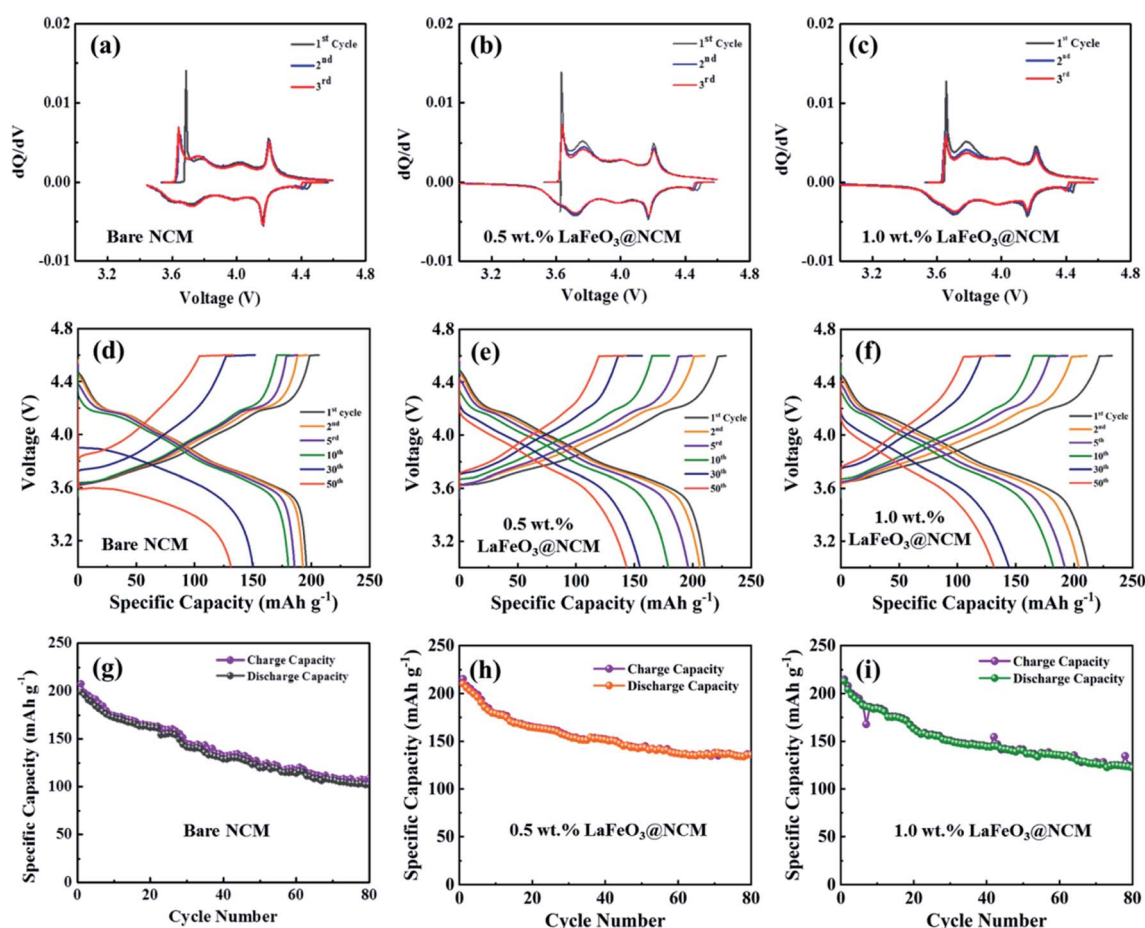 0.02
(a)
1st Cycle
2nd
3rd
0.01
dQ/dV
0.00
Bare NCM
-0.01
3.2 3.6 4.0 4.4 4.8
Voltage (V)
0.02
(b)
1st Cycle
2nd
3rd
0.01
dQ/dV
0.00
0.5 wt.% LaFeO3@NCM
-0.01
3.0 3.6 4.2 4.8
Voltage (V)
0.02
(c)
1st Cycle
2nd
3rd
0.01
dQ/dV
0.00
1.0 wt.% LaFeO3@NCM
-0.01
3.2 3.6 4.0 4.4 4.8
Voltage (V)
4.8
(d)
4.4
Voltage (V)
1st Cycle
2nd
4.0
5rd
10th
30th
3.6
50th
Bare NCM
3.2
0 50 100 150 200 250
Specific Capacity (mAh g-1)
4.8
(e)
4.4
Voltage (V)
1st Cycle
2nd
4.0
5rd
10th
30th
3.6
50th
0.5 wt.%
LaFeO3@NCM
3.2
0 50 100 150 200 250
Specific Capacity (mAh g-1)
4.8
(f)
4.4
Voltage (V)
1st Cycle
2nd
4.0
5th
10th
30th
3.6
50th
1.0 wt.%
LaFeO3@NCM
3.2
0 50 100 150 200 250
Specific Capacity (mAh g-1)
250
(g)
Charge Capacity
Discharge Capacity
200
150
Specific Capacity (mAh g-1)
100
50
Bare NCM
0
0 20 40 60 80
Cycle Number
250
(h)
Charge Capacity
Discharge Capacity
200
150
Specific Capacity (mAh g-1)
100
50
0.5 wt.% LaFeO3@NCM
0
0 20 40 60 80
Cycle Number
250
(i)
Charge Capacity
Discharge Capacity
200
150
Specific Capacity (mAh g-1)
100
50
1.0 wt.% LaFeO3@NCM
0
0 20 40 60 80
Cycle Number